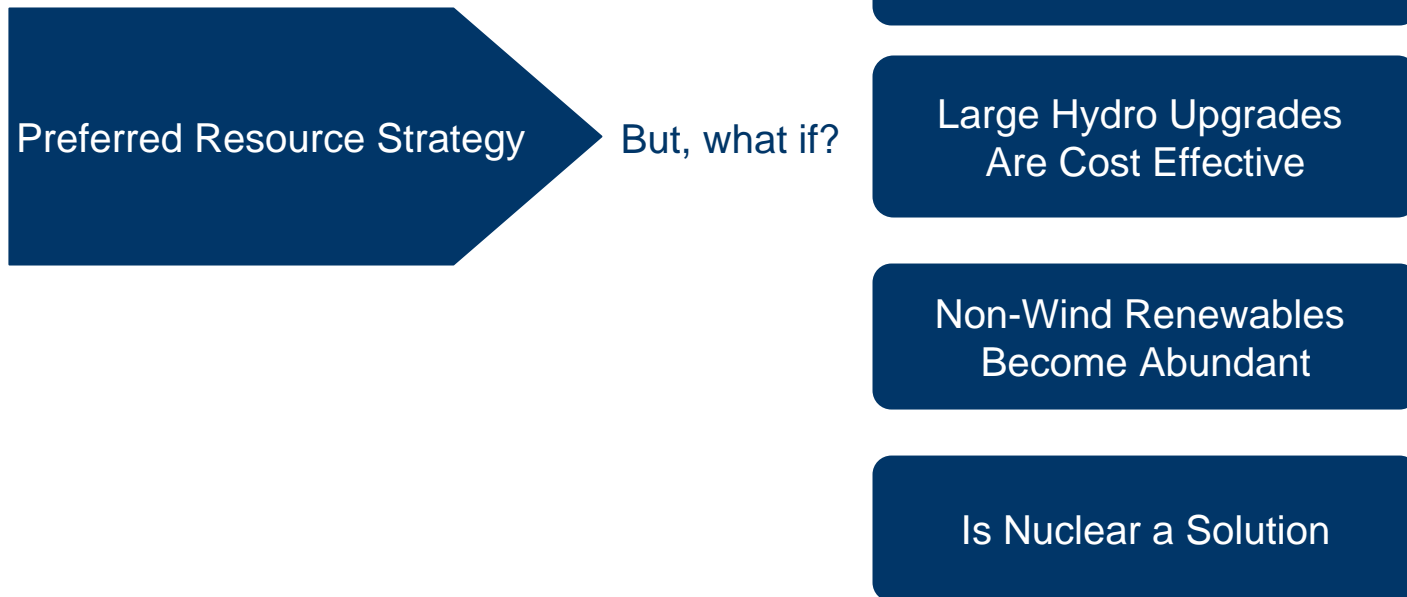 Preferred Resource Strategy
But, what if?
Large Hydro Upgrades
Are Cost Effective
Non-Wind Renewables
Become Abundant
Is Nuclear a Solution